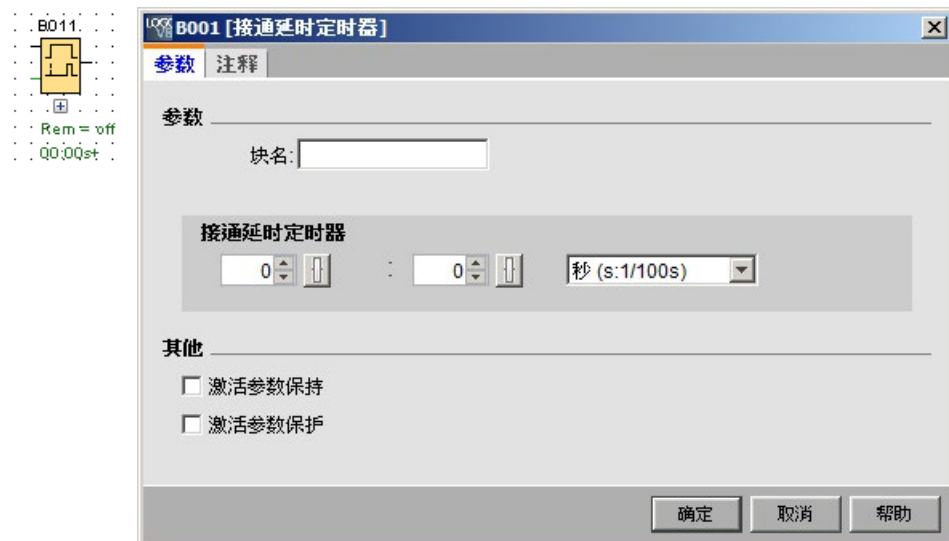 B011
Rem = off
00:00s+
B001 [接通延时定时器]
参数 注释
参数
块名:
接通延时定时器
0 : 0 秒 (s:1/100s)
其他
激活参数保持
激活参数保护
确定 取消 帮助